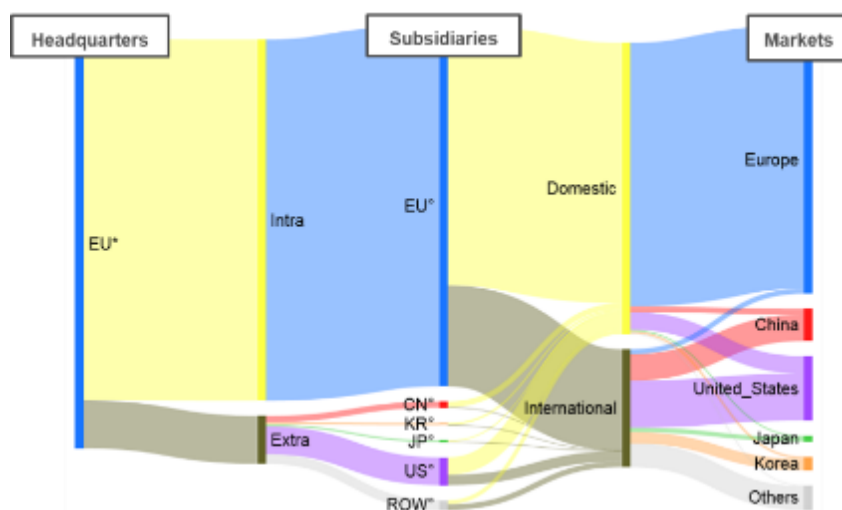 Headquarters
Subsidiaries
Markets
EU*
Intra
Extra
EU°
CN°
KR°
JP°
US°
ROW°
Domestic
International
Europe
China
United_States
Japan
Korea
Others